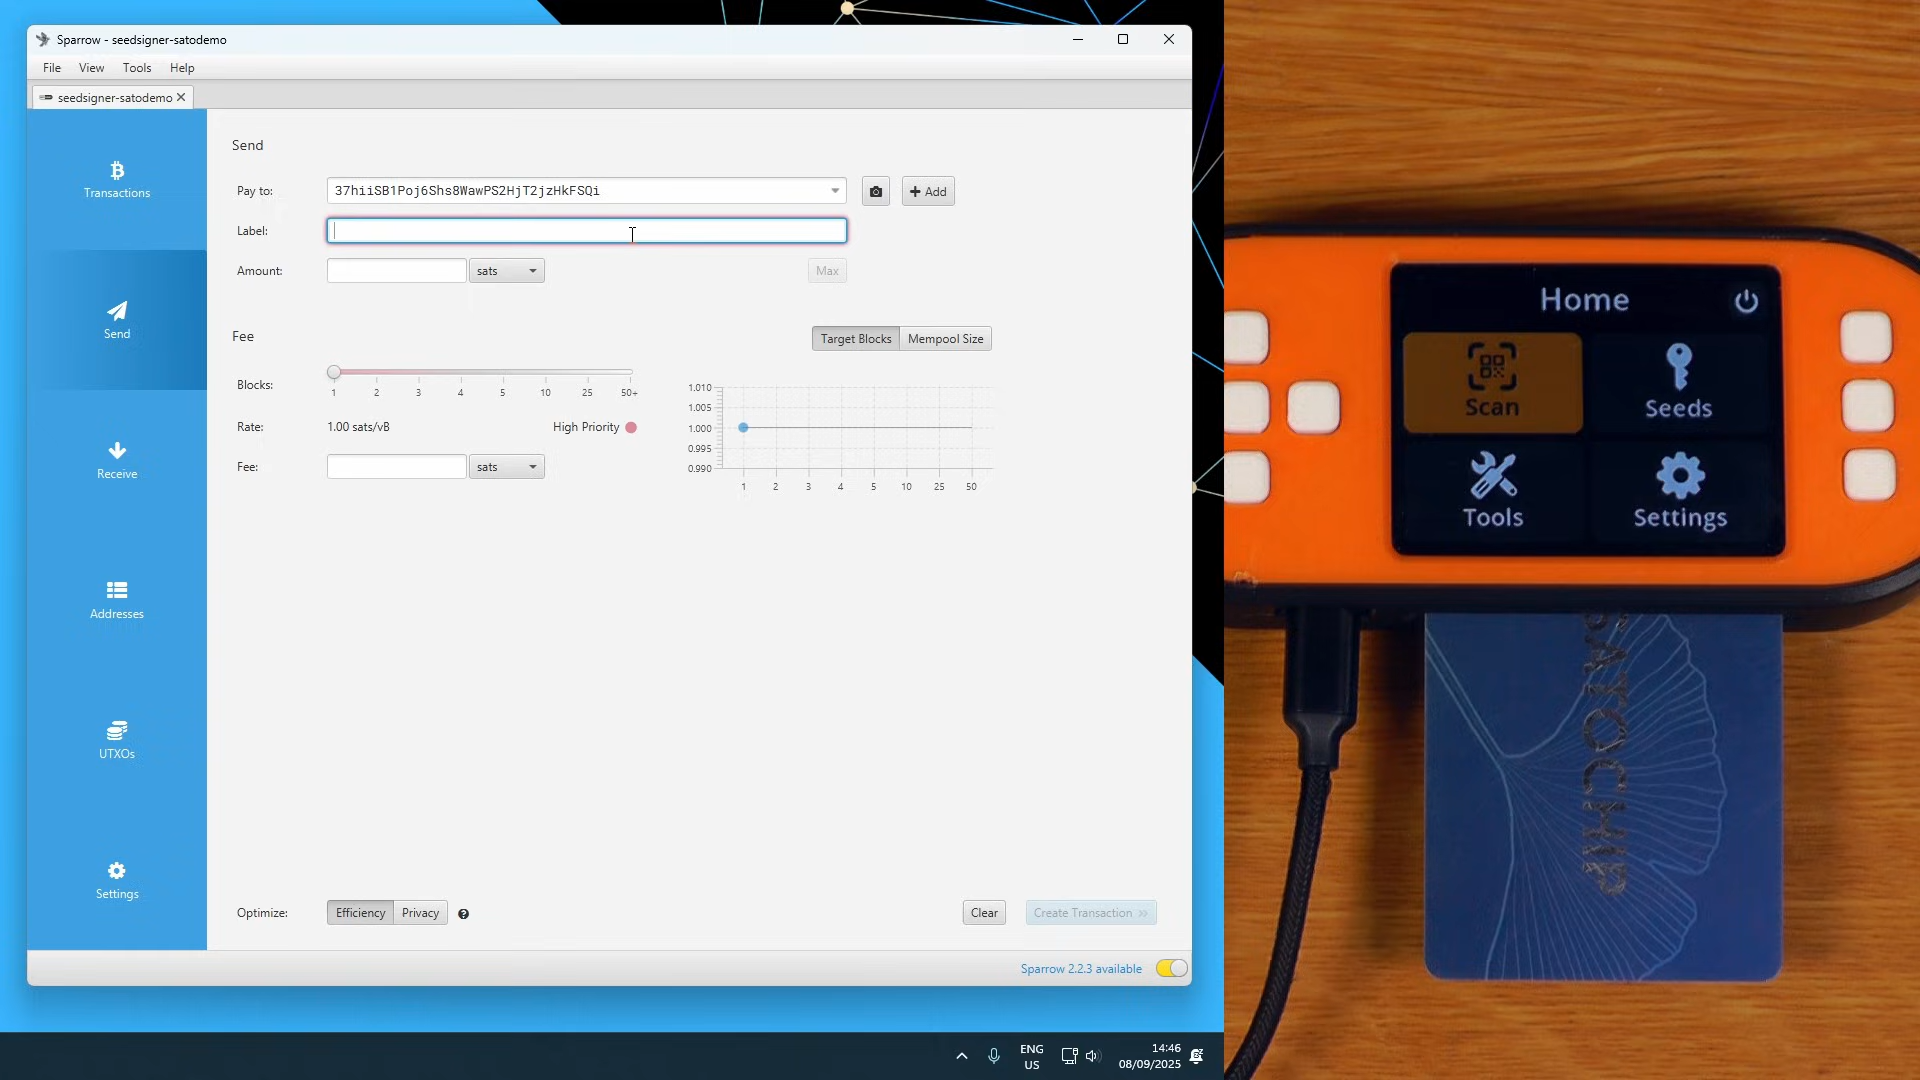 Sparrow - seedsigner-satodemo
File View Tools Help
seedsigner-satodemo
Transactions
Send
Receive
Addresses
UTXOs
Settings
Send
Pay to: 37hiiSB1Poj6Shs8WawPS2HjT2jzHkFSQi Add
Label:
Amount: sats Max
Fee Target Blocks Mempool Size
Blocks: 1 2 3 4 5 10 25 50+
Rate: 1.00 sats/vB High Priority
Fee: sats
1.010
1.005
1.000
0.995
0.990
1 2 3 4 5 10 25 50
Optimize: Efficiency Privacy Clear Create Transaction >>
Sparrow 2.2.3 available
ENG
US
14:46
08/09/2025
Home
Scan Seeds
Tools Settings
SATOCHIP